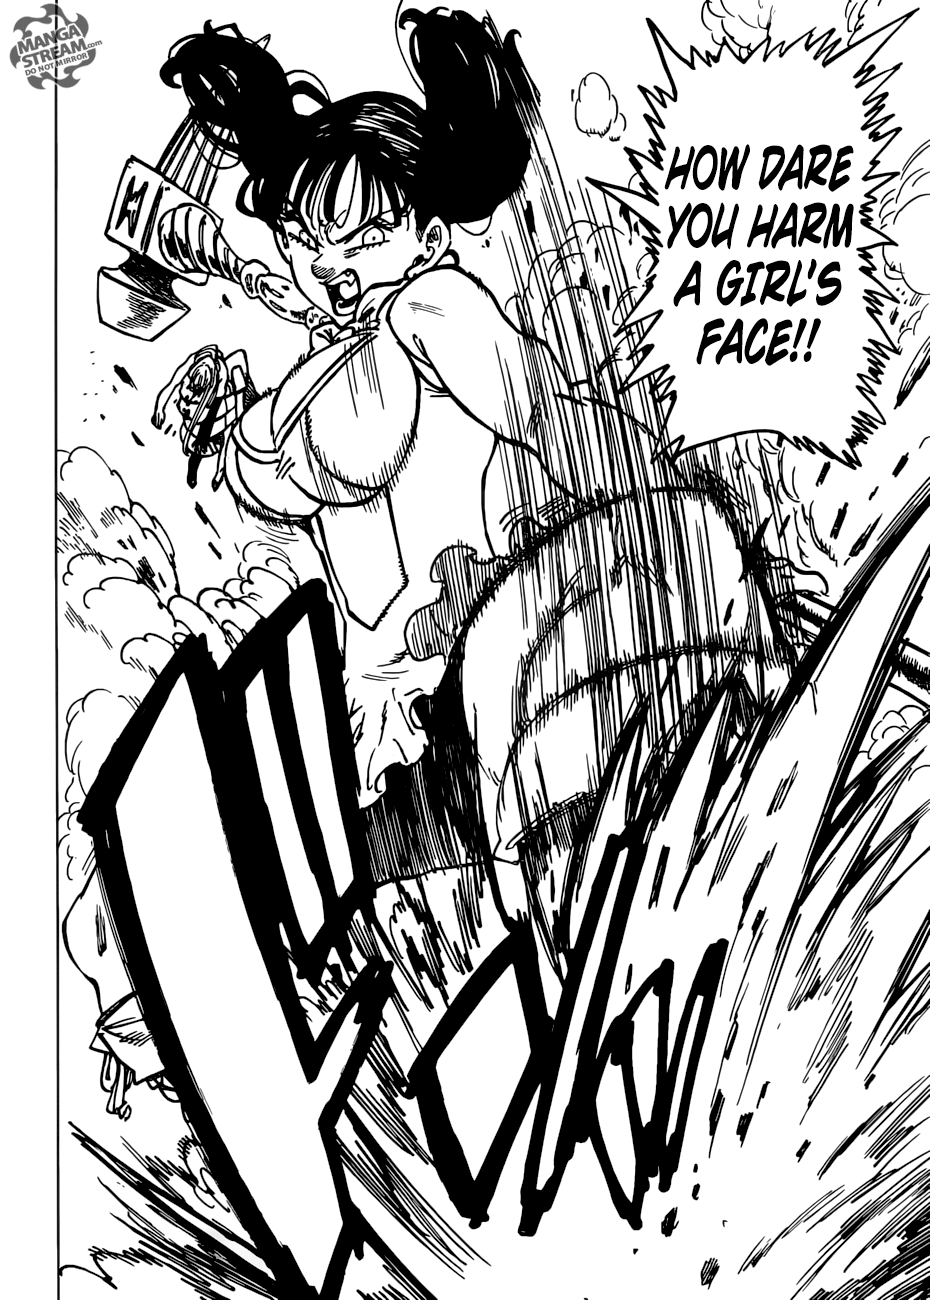 MANGA
STREAM.com
DO NOT MIRROR
HOW DARE
YOU HARM
A GIRL'S
FACE!!